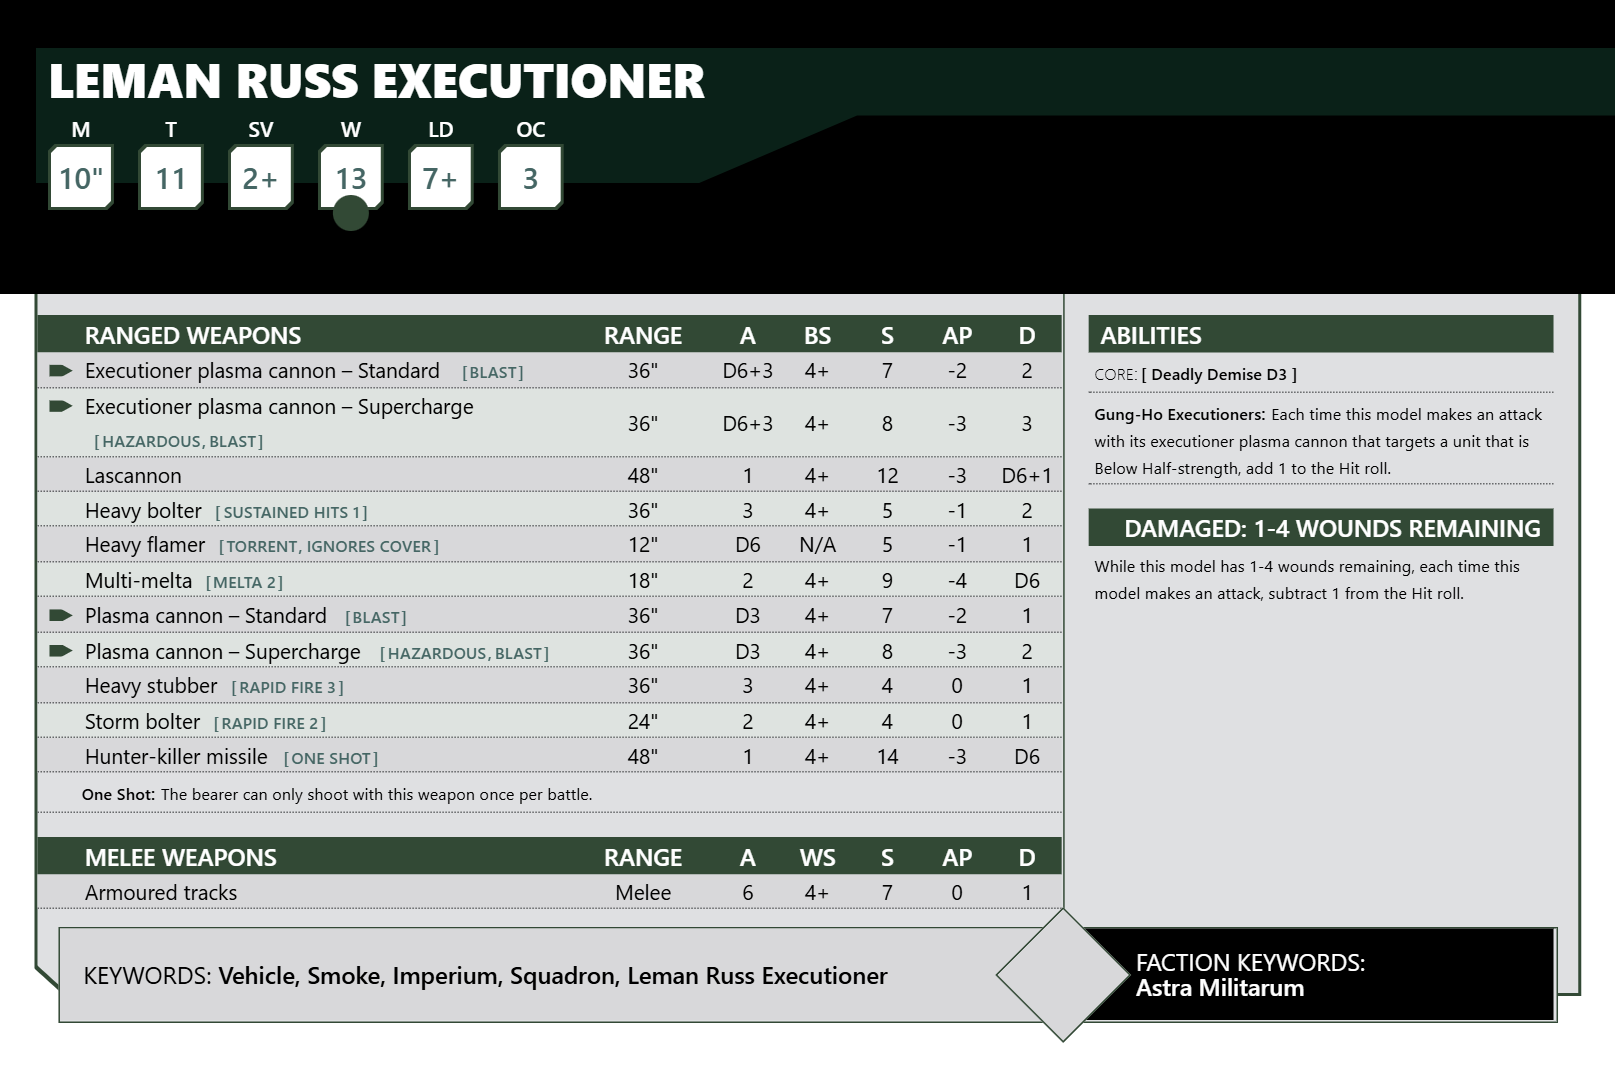 LEMAN RUSS EXECUTIONER
M T SV W LD OC
10" 11 2+ 13 7+ 3
RANGED WEAPONS RANGE A BS S AP D
Executioner plasma cannon – Standard [BLAST] 36" D6+3 4+ 7 -2 2
Executioner plasma cannon – Supercharge
[HAZARDOUS, BLAST] 36" D6+3 4+ 8 -3 3
Lascannon 48" 1 4+ 12 -3 D6+1
Heavy bolter [SUSTAINED HITS 1] 36" 3 4+ 5 -1 2
Heavy flamer [TORRENT, IGNORES COVER] 12" D6 N/A 5 -1 1
Multi-melta [MELTA 2] 18" 2 4+ 9 -4 D6
Plasma cannon – Standard [BLAST] 36" D3 4+ 7 -2 1
Plasma cannon – Supercharge [HAZARDOUS, BLAST] 36" D3 4+ 8 -3 2
Heavy stubber [RAPID FIRE 3] 36" 3 4+ 4 0 1
Storm bolter [RAPID FIRE 2] 24" 2 4+ 4 0 1
Hunter-killer missile [ONE SHOT] 48" 1 4+ 14 -3 D6
One Shot: The bearer can only shoot with this weapon once per battle.
MELEE WEAPONS RANGE A WS S AP D
Armoured tracks Melee 6 4+ 7 0 1
ABILITIES
CORE: [ Deadly Demise D3 ]
Gung-Ho Executioners: Each time this model makes an attack
with its executioner plasma cannon that targets a unit that is
Below Half-strength, add 1 to the Hit roll.
DAMAGED: 1-4 WOUNDS REMAINING
While this model has 1-4 wounds remaining, each time this
model makes an attack, subtract 1 from the Hit roll.
KEYWORDS: Vehicle, Smoke, Imperium, Squadron, Leman Russ Executioner
FACTION KEYWORDS:
Astra Militarum